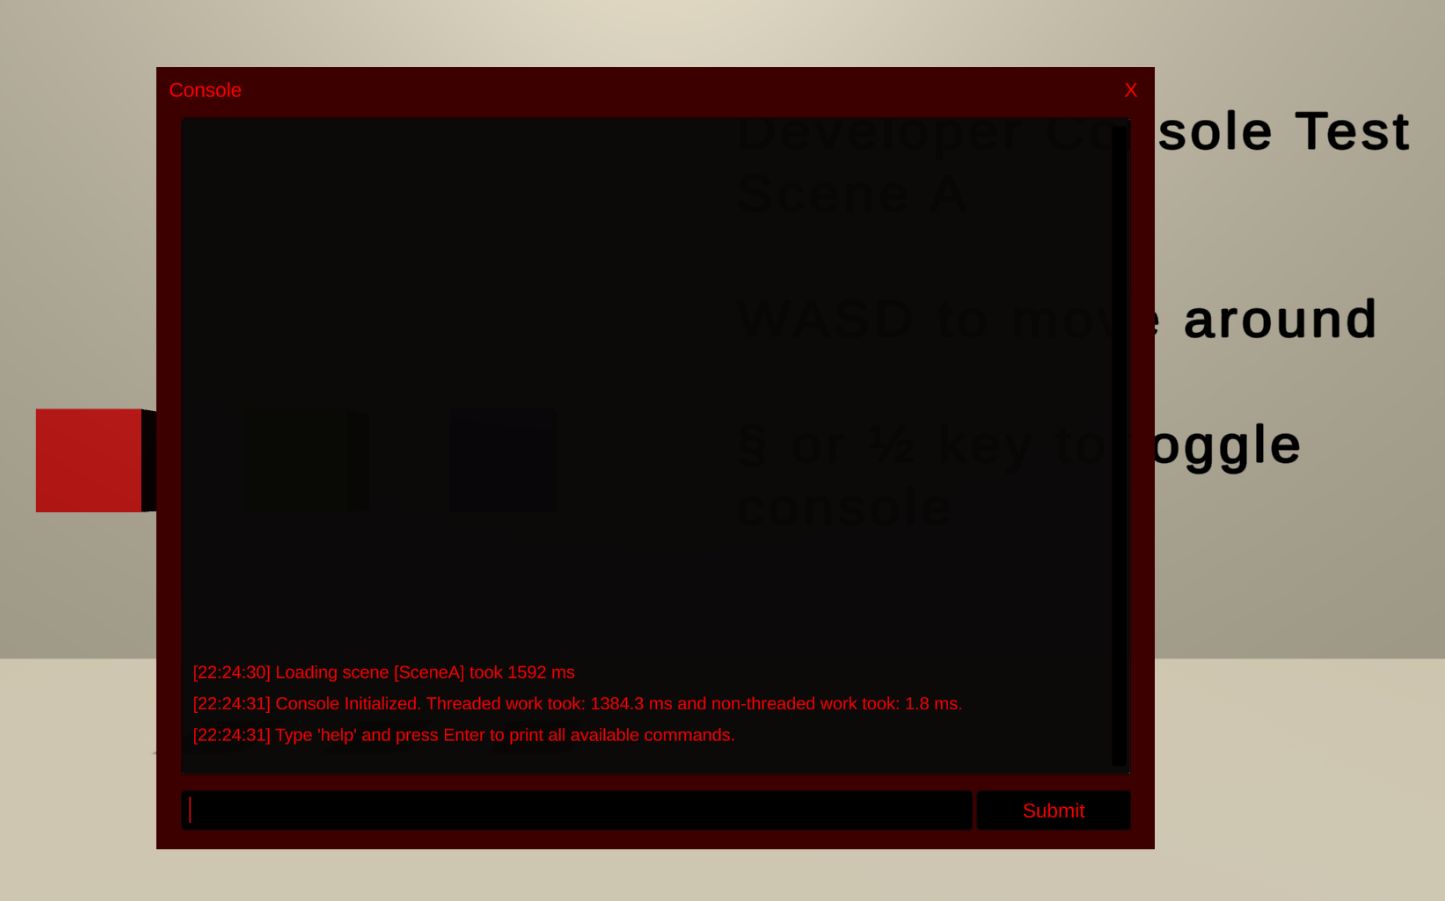 Console X
Developer Console Test
Scene A
WASD to move around
§ or ½ key to toggle
console
[22:24:30] Loading scene [SceneA] took 1592 ms
[22:24:31] Console Initialized. Threaded work took: 1384.3 ms and non-threaded work took: 1.8 ms.
[22:24:31] Type 'help' and press Enter to print all available commands.
Submit